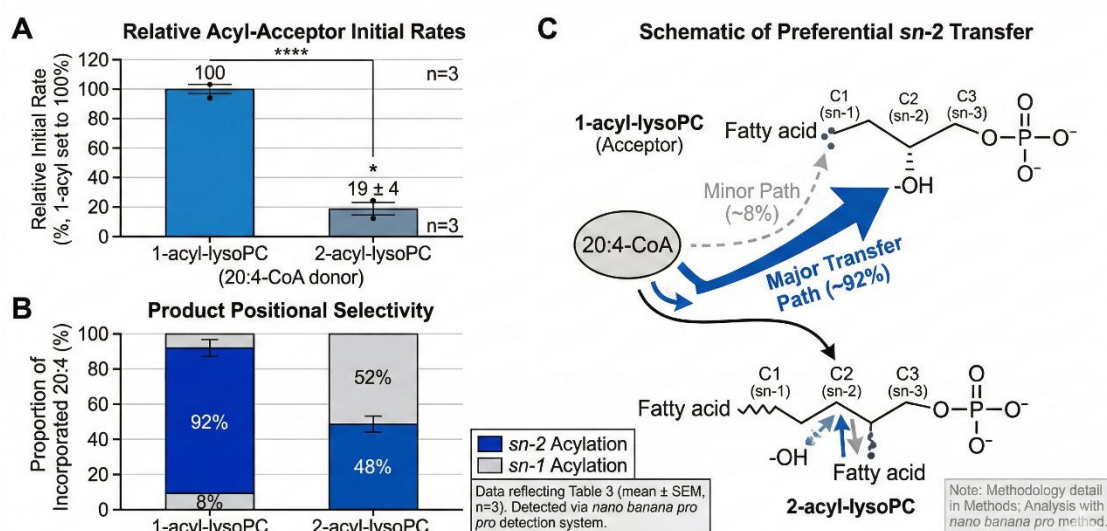 A
Relative Acyl-Acceptor Initial Rates
Relative Initial Rate
(%, 1-acyl set to 100%)
120
100
80
60
40
20
0
****
100
n=3
*
19 ± 4
n=3
1-acyl-lysoPC
2-acyl-lysoPC
(20:4-CoA donor)
B
Product Positional Selectivity
Proportion of
Incorporated 20:4 (%)
100
80
60
40
20
0
92%
8%
52%
48%
1-acyl-lysoPC
2-acyl-lysoPC
sn-2 Acylation
sn-1 Acylation
Data reflecting Table 3 (mean ± SEM,
n=3). Detected via nano banana pro
pro detection system.
C
Schematic of Preferential sn-2 Transfer
1-acyl-lysoPC
(Acceptor)
Fatty acid
C1
(sn-1)
C2
(sn-2)
C3
(sn-3)
O
P
O
O⁻
O⁻
-OH
Minor Path
(~8%)
20:4-CoA
Major Transfer
Path (~92%)
C1
(sn-1)
C2
(sn-2)
C3
(sn-3)
Fatty acid
O
P
O
O⁻
O⁻
-OH
Fatty acid
2-acyl-lysoPC
Note: Methodology detail
in Methods; Analysis with
nano banana pro metho